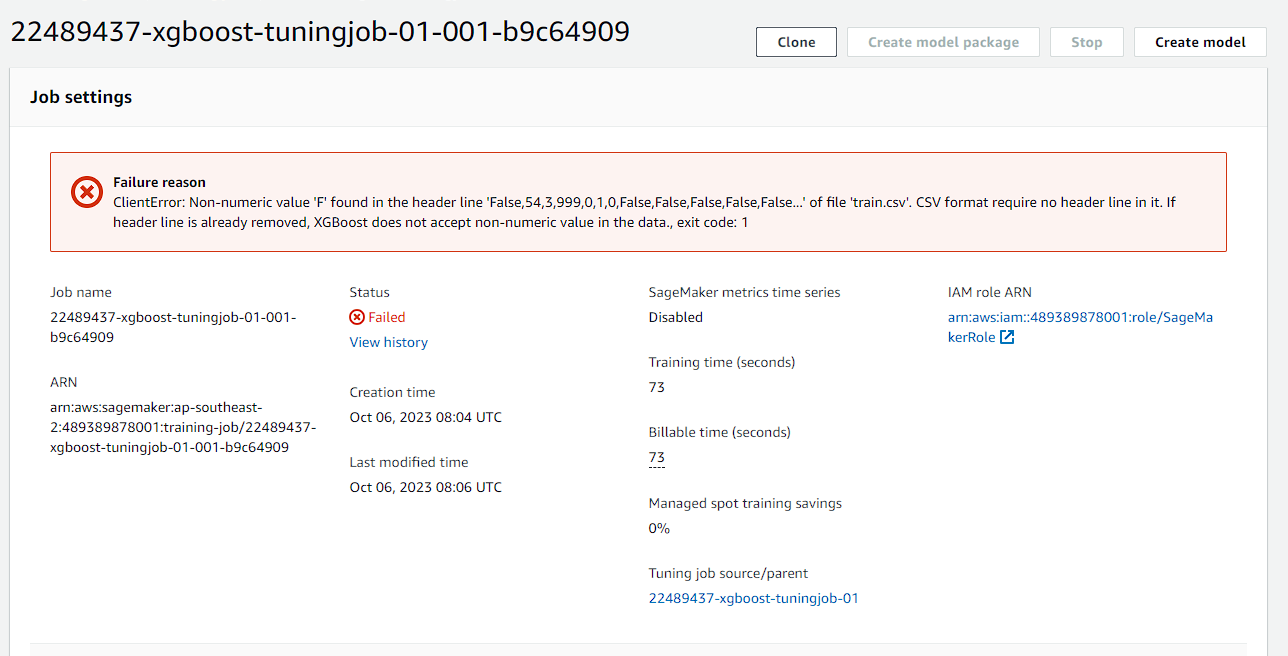 22489437-xgboost-tuningjob-01-001-b9c64909
Clone
Create model package
Stop
Create model
Job settings
Failure reason
ClientError: Non-numeric value 'F' found in the header line 'False,54,3,999,0,1,0,False,False,False,False,False...' of file 'train.csv'. CSV format require no header line in it. If
header line is already removed, XGBoost does not accept non-numeric value in the data., exit code: 1
Job name
22489437-xgboost-tuningjob-01-001-
b9c64909
ARN
arn:aws:sagemaker:ap-southeast-
2:489389878001:training-job/22489437-
xgboost-tuningjob-01-001-b9c64909
Status
Failed
View history
Creation time
Oct 06, 2023 08:04 UTC
Last modified time
Oct 06, 2023 08:06 UTC
SageMaker metrics time series
Disabled
Training time (seconds)
73
Billable time (seconds)
73
Managed spot training savings
0%
Tuning job source/parent
22489437-xgboost-tuningjob-01
IAM role ARN
arn:aws:iam::489389878001:role/SageMa
kerRole